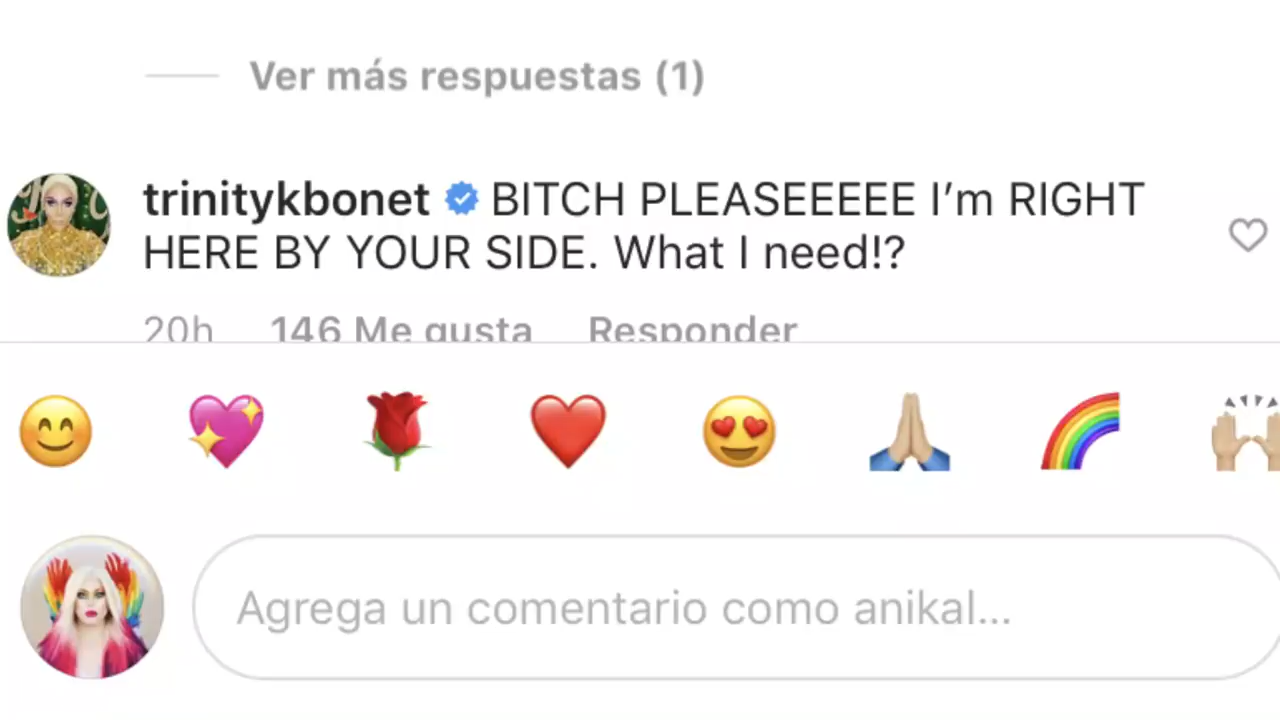 Ver más respuestas (1)
trinitykbonet BITCH PLEASEEEEE I’m RIGHT
HERE BY YOUR SIDE. What I need!?
20h 146 Me gusta Responder
Agrega un comentario como anikal...